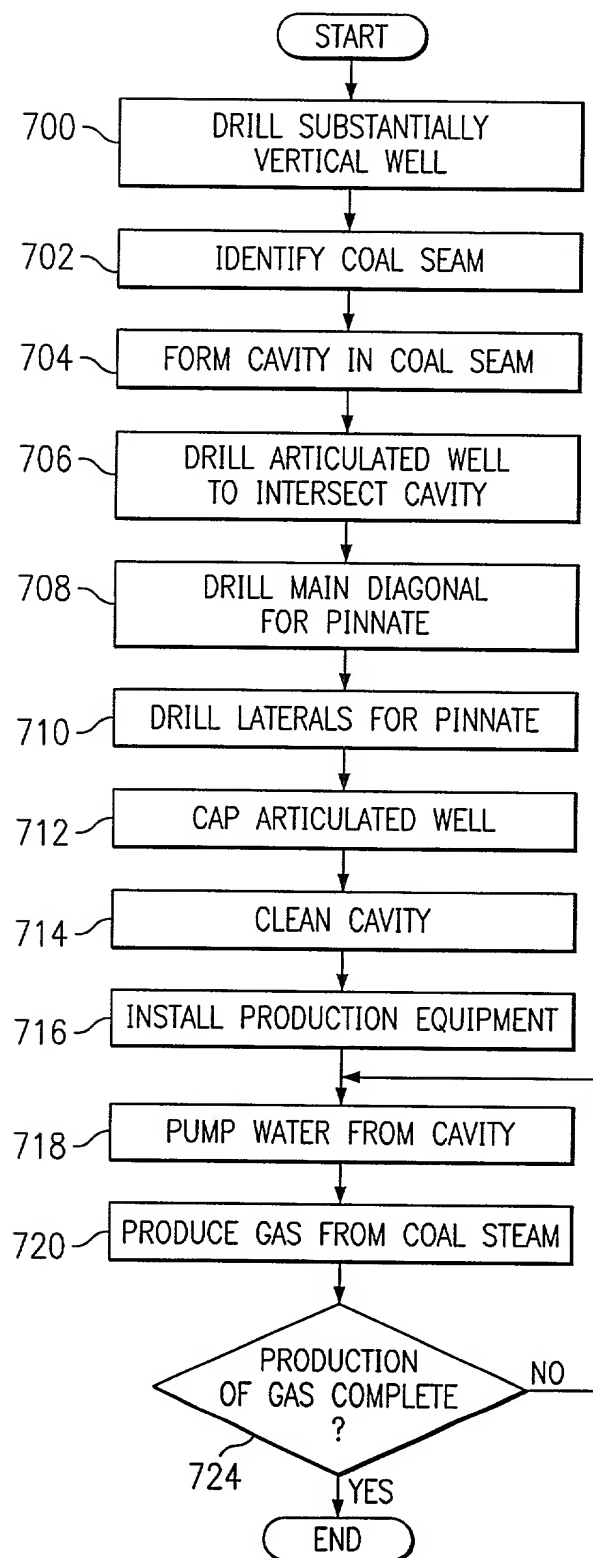 START
700
DRILL SUBSTANTIALLY
VERTICAL WELL
702
IDENTIFY COAL SEAM
704
FORM CAVITY IN COAL SEAM
706
DRILL ARTICULATED WELL
TO INTERSECT CAVITY
708
DRILL MAIN DIAGONAL
FOR PINNATE
710
DRILL LATERALS FOR PINNATE
712
CAP ARTICULATED WELL
714
CLEAN CAVITY
716
INSTALL PRODUCTION EQUIPMENT
718
PUMP WATER FROM CAVITY
720
PRODUCE GAS FROM COAL STEAM
PRODUCTION
OF GAS COMPLETE
?
NO
724
YES
END